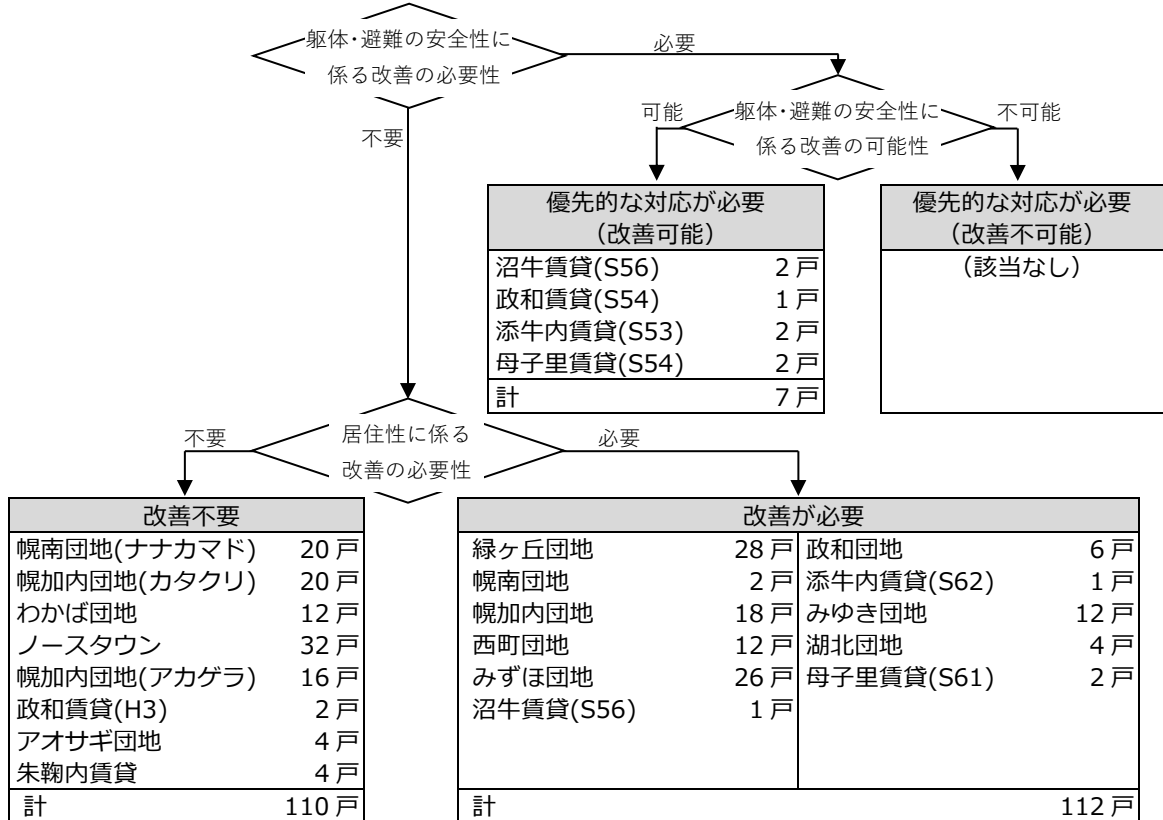 躯体・避難の安全性に
係る改善の必要性
必要
不要
躯体・避難の安全性に
係る改善の可能性
可能
不可能
優先的な対応が必要
（改善可能）
沼牛賃貸(S56) 2戸
政和賃貸(S54) 1戸
添牛内賃貸(S53) 2戸
母子里賃貸(S54) 2戸
計 7戸
優先的な対応が必要
（改善不可能）
（該当なし）
居住性に係る
改善の必要性
不要
必要
改善不要
幌南団地(ナナカマド) 20戸
幌加内団地(カタクリ) 20戸
わかば団地 12戸
ノースタウン 32戸
幌加内団地(アカゲラ) 16戸
政和賃貸(H3) 2戸
アオサギ団地 4戸
朱鞠内賃貸 4戸
計 110戸
改善が必要
緑ヶ丘団地 28戸
幌南団地 2戸
幌加内団地 18戸
西町団地 12戸
みずほ団地 26戸
沼牛賃貸(S56) 1戸
政和団地 6戸
添牛内賃貸(S62) 1戸
みゆき団地 12戸
湖北団地 4戸
母子里賃貸(S61) 2戸
計 112戸